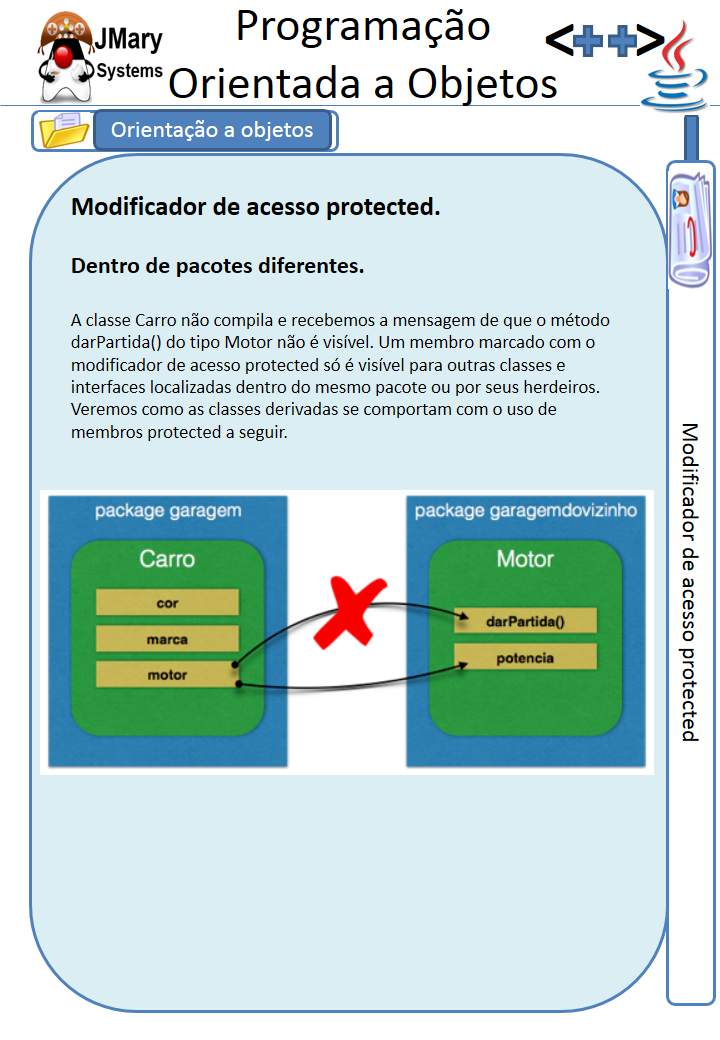 JMary
Systems
Programação
Orientada a Objetos
<++>
Orientação a objetos
Modificador de acesso protected.
Dentro de pacotes diferentes.
A classe Carro não compila e recebemos a mensagem de que o método
darPartida() do tipo Motor não é visível. Um membro marcado com o
modificador de acesso protected só é visível para outras classes e
interfaces localizadas dentro do mesmo pacote ou por seus herdeiros.
Veremos como as classes derivadas se comportam com o uso de
membros protected a seguir.
package garagem
Carro
cor
marca
motor
package garagemdovizinho
Motor
darPartida()
potencia
Modificador de acesso protected